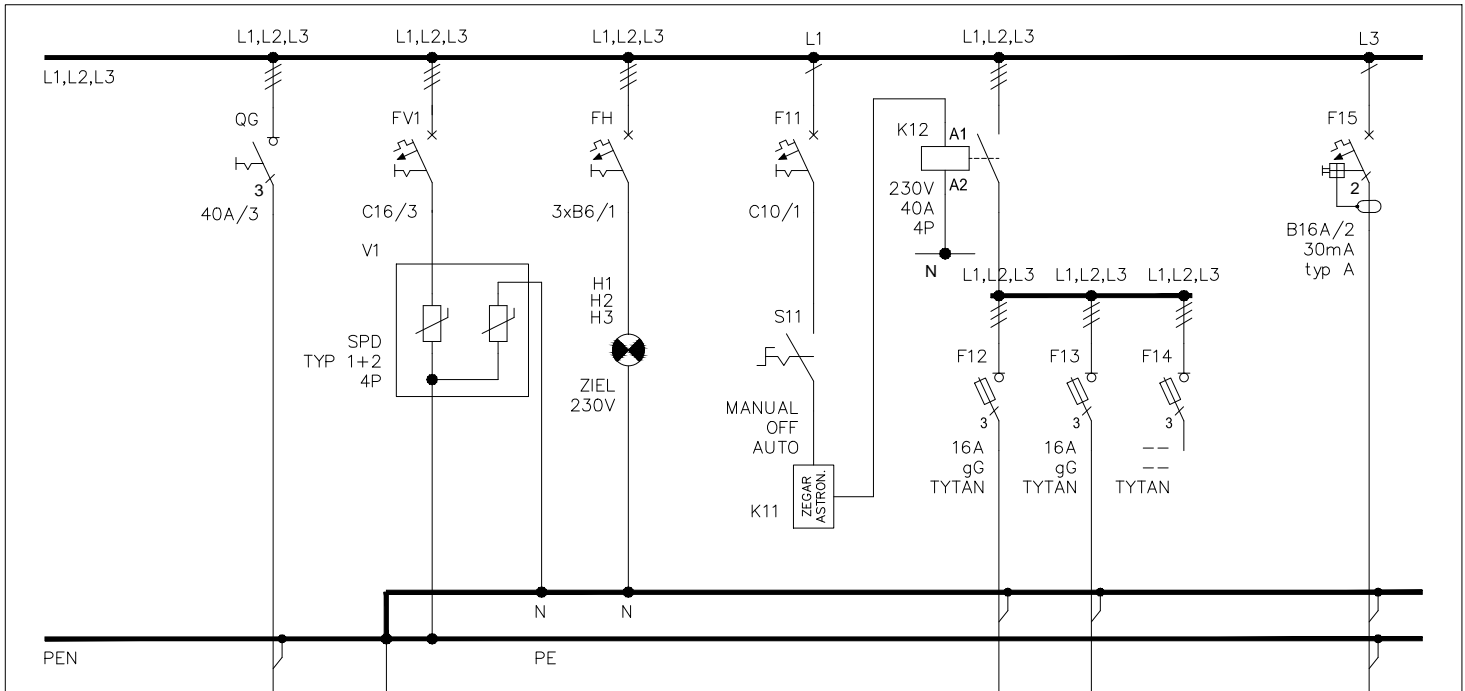 L1,L2,L3
L1,L2,L3
L1,L2,L3
L1
L1,L2,L3
L3
L1,L2,L3
QG
3
40A/3
FV1
C16/3
V1
SPD
TYP 1+2
4P
FH
3xB6/1
H1
H2
H3
ZIEL
230V
F11
C10/1
S11
MANUAL
OFF
AUTO
K11
ZEGAR
ASTRON.
K12
A1
A2
230V
40A
4P
N
L1,L2,L3
L1,L2,L3
L1,L2,L3
F12
3
16A
gG
TYTAN
F13
3
16A
gG
TYTAN
F14
3
--
--
TYTAN
F15
2
B16A/2
30mA
typ A
N
N
PEN
PE